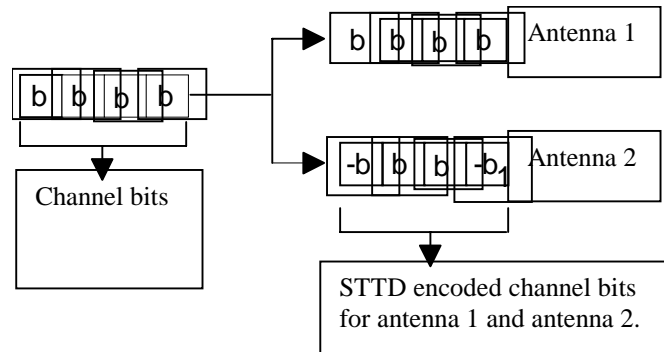 b b b b Antenna 1
b b b b
-b b b -b1 Antenna 2
Channel bits
STTD encoded channel bits
for antenna 1 and antenna 2.